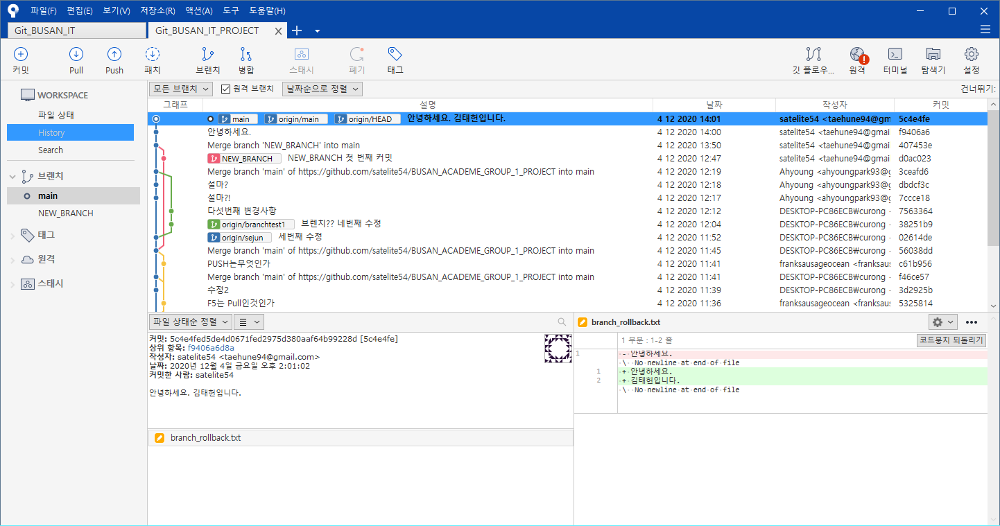 파일(F) 편집(E) 보기(V) 저장소(R) 액션(A) 도구 도움말(H)
Git_BUSAN_IT Git_BUSAN_IT_PROJECT
커밋 Pull Push 패치 브랜치 병합 스태시 폐기 태그 깃 플로우... 원격 터미널 탐색기 설정
WORKSPACE
파일 상태
History
Search
브랜치
main
NEW_BRANCH
태그
원격
스태시
모든 브랜치 원격 브랜치 날짜순으로 정렬 건너뛰기:
그래프 설명 날짜 작성자 커밋
main origin/main origin/HEAD 안녕하세요. 김태헌입니다. 4 12 2020 14:01 satelite54 <taehune94@gm 5c4e4fe
안녕하세요. 4 12 2020 14:00 satelite54 <taehune94@gmai f9406a6
Merge branch 'NEW_BRANCH' into main 4 12 2020 13:50 satelite54 <taehune94@gmai 407453e
NEW_BRANCH NEW_BRANCH 첫 번째 커밋 4 12 2020 12:47 satelite54 <taehune94@gmai d0ac023
Merge branch 'main' of https://github.com/satelite54/BUSAN_ACADEME_GROUP_1_PROJECT into main 4 12 2020 12:19 Ahyoung <ahyoungpark93@g 3ceafd6
설마? 4 12 2020 12:18 Ahyoung <ahyoungpark93@g dbdcf3c
설마?! 4 12 2020 12:17 Ahyoung <ahyoungpark93@g 7ccce18
다섯번째 변경사항 4 12 2020 12:12 DESKTOP-PC86ECB₩curong - 7563364
origin/branchtest1 브렌치?? 네번째 수정 4 12 2020 12:04 DESKTOP-PC86ECB₩curong - 38251b9
origin/sejun 세번째 수정 4 12 2020 11:52 DESKTOP-PC86ECB₩curong - 02614de
Merge branch 'main' of https://github.com/satelite54/BUSAN_ACADEME_GROUP_1_PROJECT into main 4 12 2020 11:45 DESKTOP-PC86ECB₩curong - 56038dd
PUSH는무엇인가 4 12 2020 11:41 franksausageocean <franksaus c61b956
Merge branch 'main' of https://github.com/satelite54/BUSAN_ACADEME_GROUP_1_PROJECT into main 4 12 2020 11:41 DESKTOP-PC86ECB₩curong - f46ce57
수정2 4 12 2020 11:39 DESKTOP-PC86ECB₩curong - 3d2925b
F5는 Pull인것인가 4 12 2020 11:36 franksausageocean <franksaus 5325814
파일 상태순 정렬
커밋: 5c4e4fed5de4d0671fed2975d380aaf64b99228d [5c4e4fe]
상위 항목: f9406a6d8a
작성자: satelite54 <taehune94@gmail.com>
날짜: 2020년 12월 4일 금요일 오후 2:01:02
커밋한 사람: satelite54
안녕하세요. 김태헌입니다.
branch_rollback.txt
branch_rollback.txt
1 부분 : 1-2 줄 코드뭉치 되돌리기
1 - 안녕하세요.
\ No newline at end of file
1 + 안녕하세요.
2 + 김태헌입니다.
\ No newline at end of file